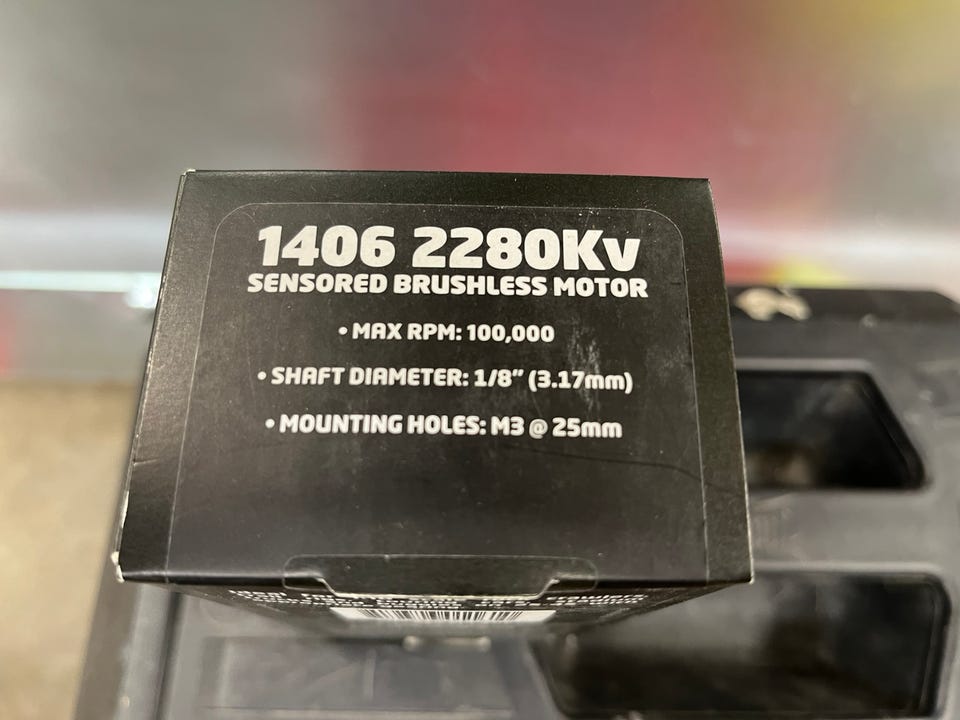 1406 2280Kv
SENSORED BRUSHLESS MOTOR
• MAX RPM: 100,000
• SHAFT DIAMETER: 1/8" (3.17mm)
• MOUNTING HOLES: M3 @ 25mm